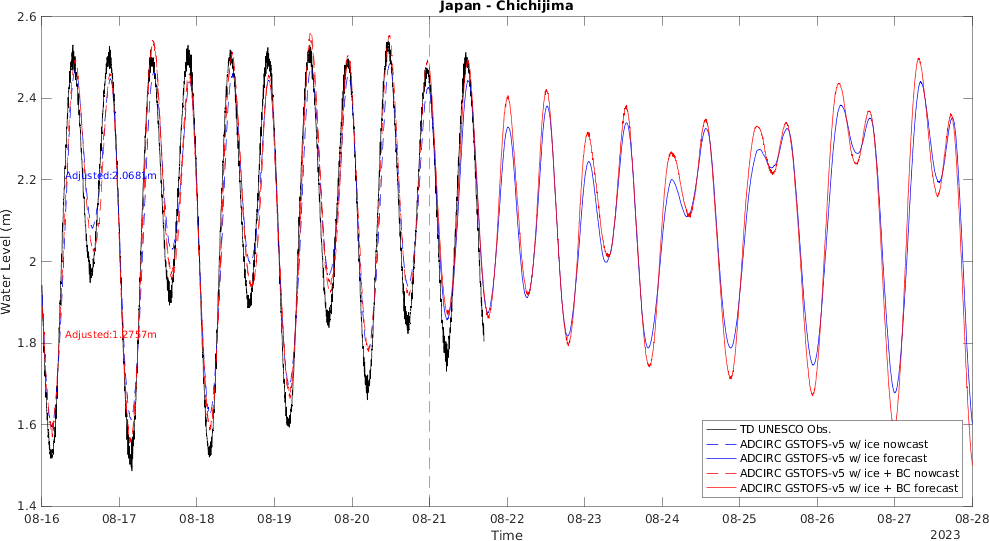 Japan - Chichijima
2.6
2.4
2.2
2
1.8
1.6
1.4
Water Level (m)
Adjusted:2.0681m
Adjusted:1.2757m
TD UNESCO Obs.
ADCIRC GSTOFS-v5 w/ ice nowcast
ADCIRC GSTOFS-v5 w/ ice forecast
ADCIRC GSTOFS-v5 w/ ice + BC nowcast
ADCIRC GSTOFS-v5 w/ ice + BC forecast
08-16 08-17 08-18 08-19 08-20 08-21 08-22 08-23 08-24 08-25 08-26 08-27 08-28
Time
2023